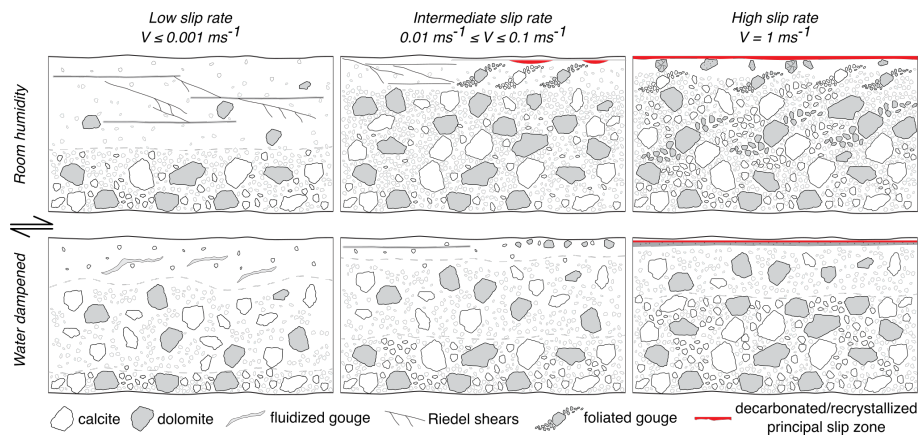 Low slip rate
V ≤ 0.001 ms⁻¹
Intermediate slip rate
0.01 ms⁻¹ ≤ V ≤ 0.1 ms⁻¹
High slip rate
V = 1 ms⁻¹
Room humidity
Water dampened
calcite
dolomite
fluidized gouge
Riedel shears
foliated gouge
decarbonated/recrystallized
principal slip zone